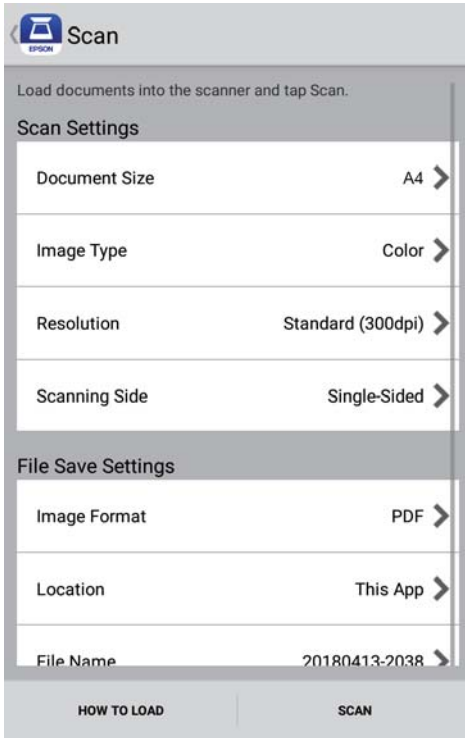 EPSON
Scan
Load documents into the scanner and tap Scan.
Scan Settings
Document Size A4
Image Type Color
Resolution Standard (300dpi)
Scanning Side Single-Sided
File Save Settings
Image Format PDF
Location This App
File Name 20180413-2038
HOW TO LOAD SCAN